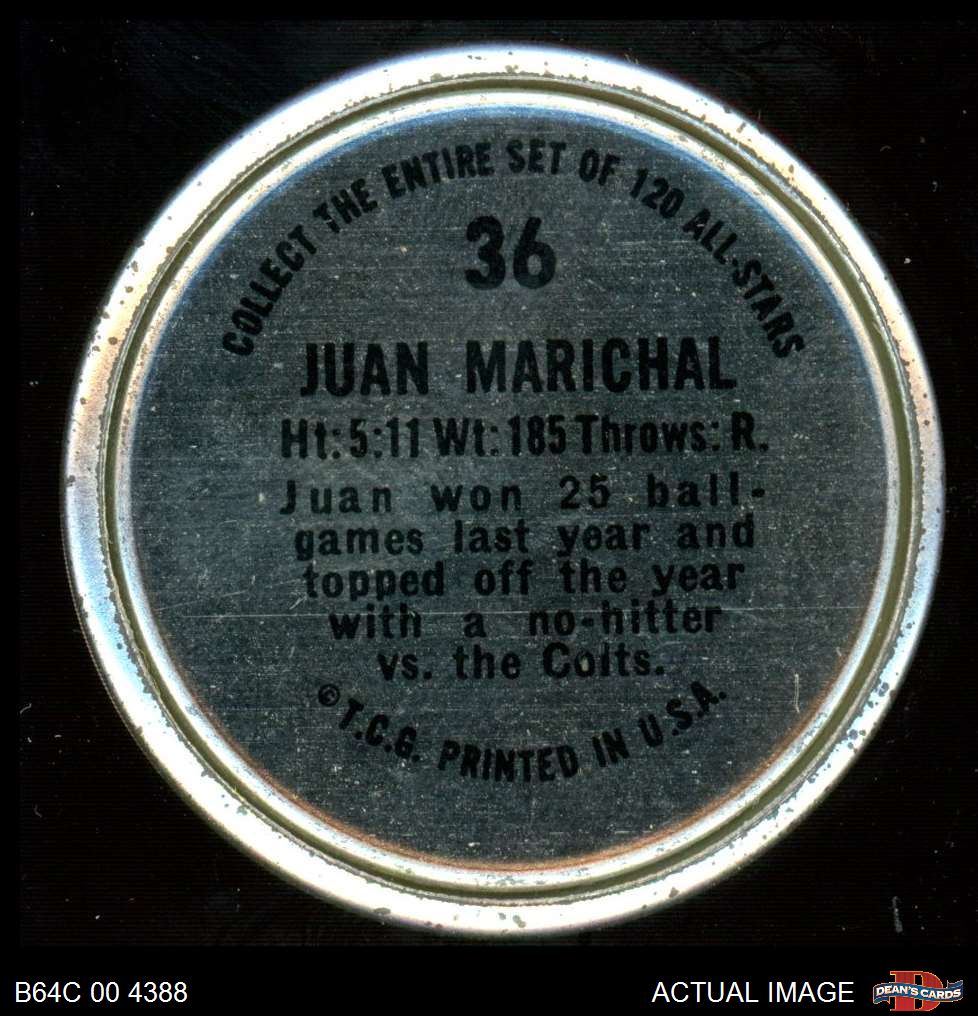 COLLECT THE ENTIRE SET OF 120 ALL-STARS
36
JUAN MARICHAL
Ht:5:11 Wt:185 Throws: R.
Juan won 25 ball-
games last year and
topped off the year
with a no-hitter
vs. the Colts.
© T.C.G. PRINTED IN U.S.A.
B64C 00 4388
ACTUAL IMAGE
DEAN'S CARDS